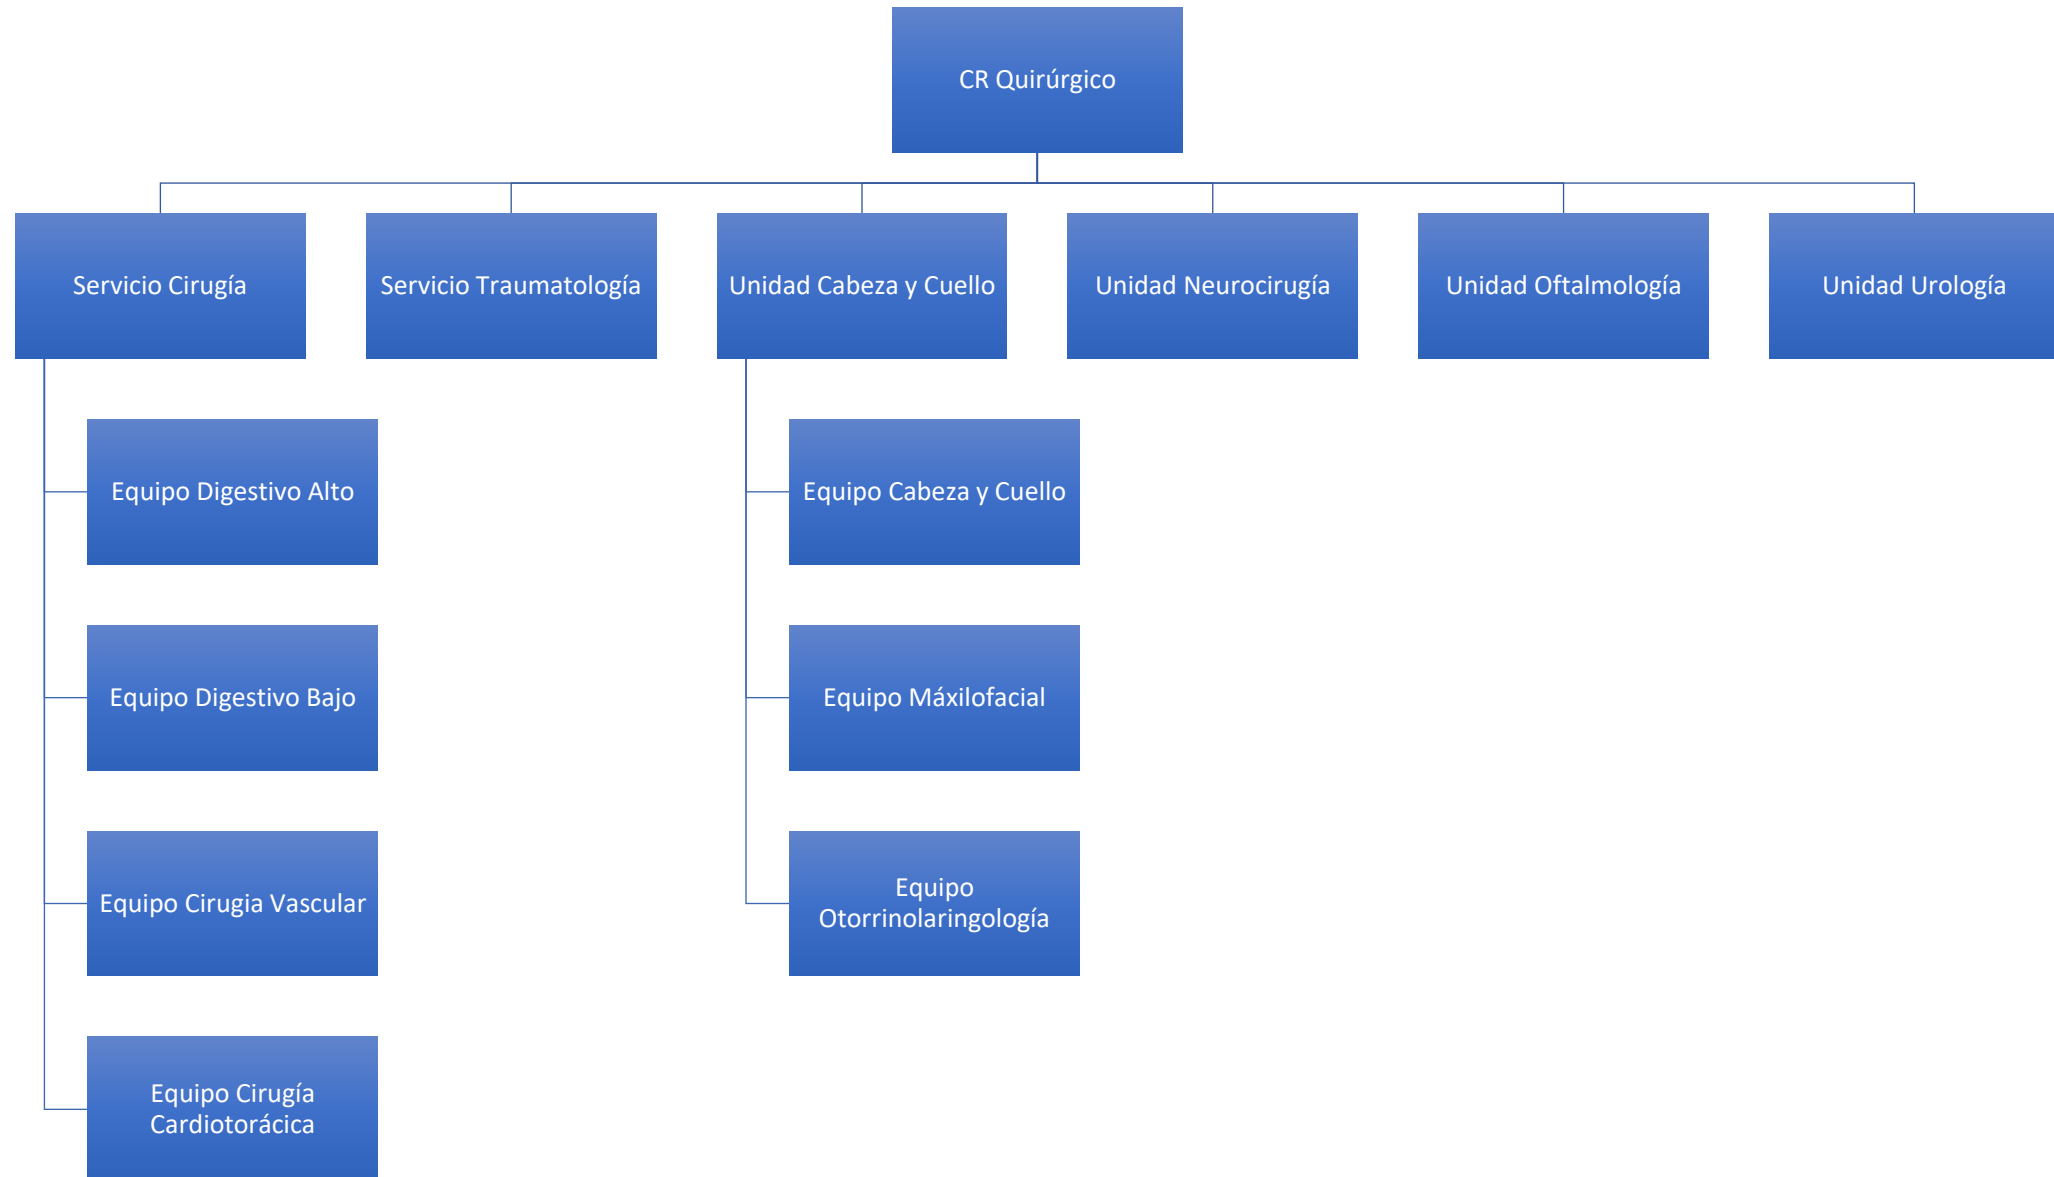 CR Quirúrgico
Servicio Cirugía
Servicio Traumatología
Unidad Cabeza y Cuello
Unidad Neurocirugía
Unidad Oftalmología
Unidad Urología
Equipo Digestivo Alto
Equipo Cabeza y Cuello
Equipo Digestivo Bajo
Equipo Máxilofacial
Equipo Cirugia Vascular
Equipo
Otorrinolaringología
Equipo Cirugía
Cardiotorácica